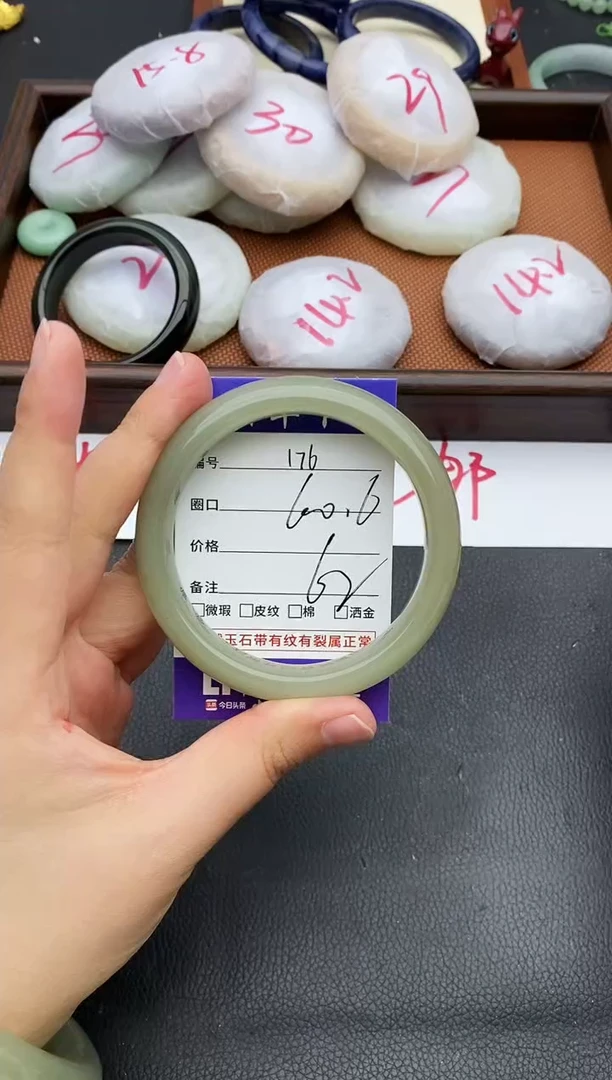 15-8
30
29
2
14.2
14.2
编号 176
圈口 60.6
价格
备注
微瑕 皮纹 棉 洒金
玉石带有纹有裂属正常
今日头条